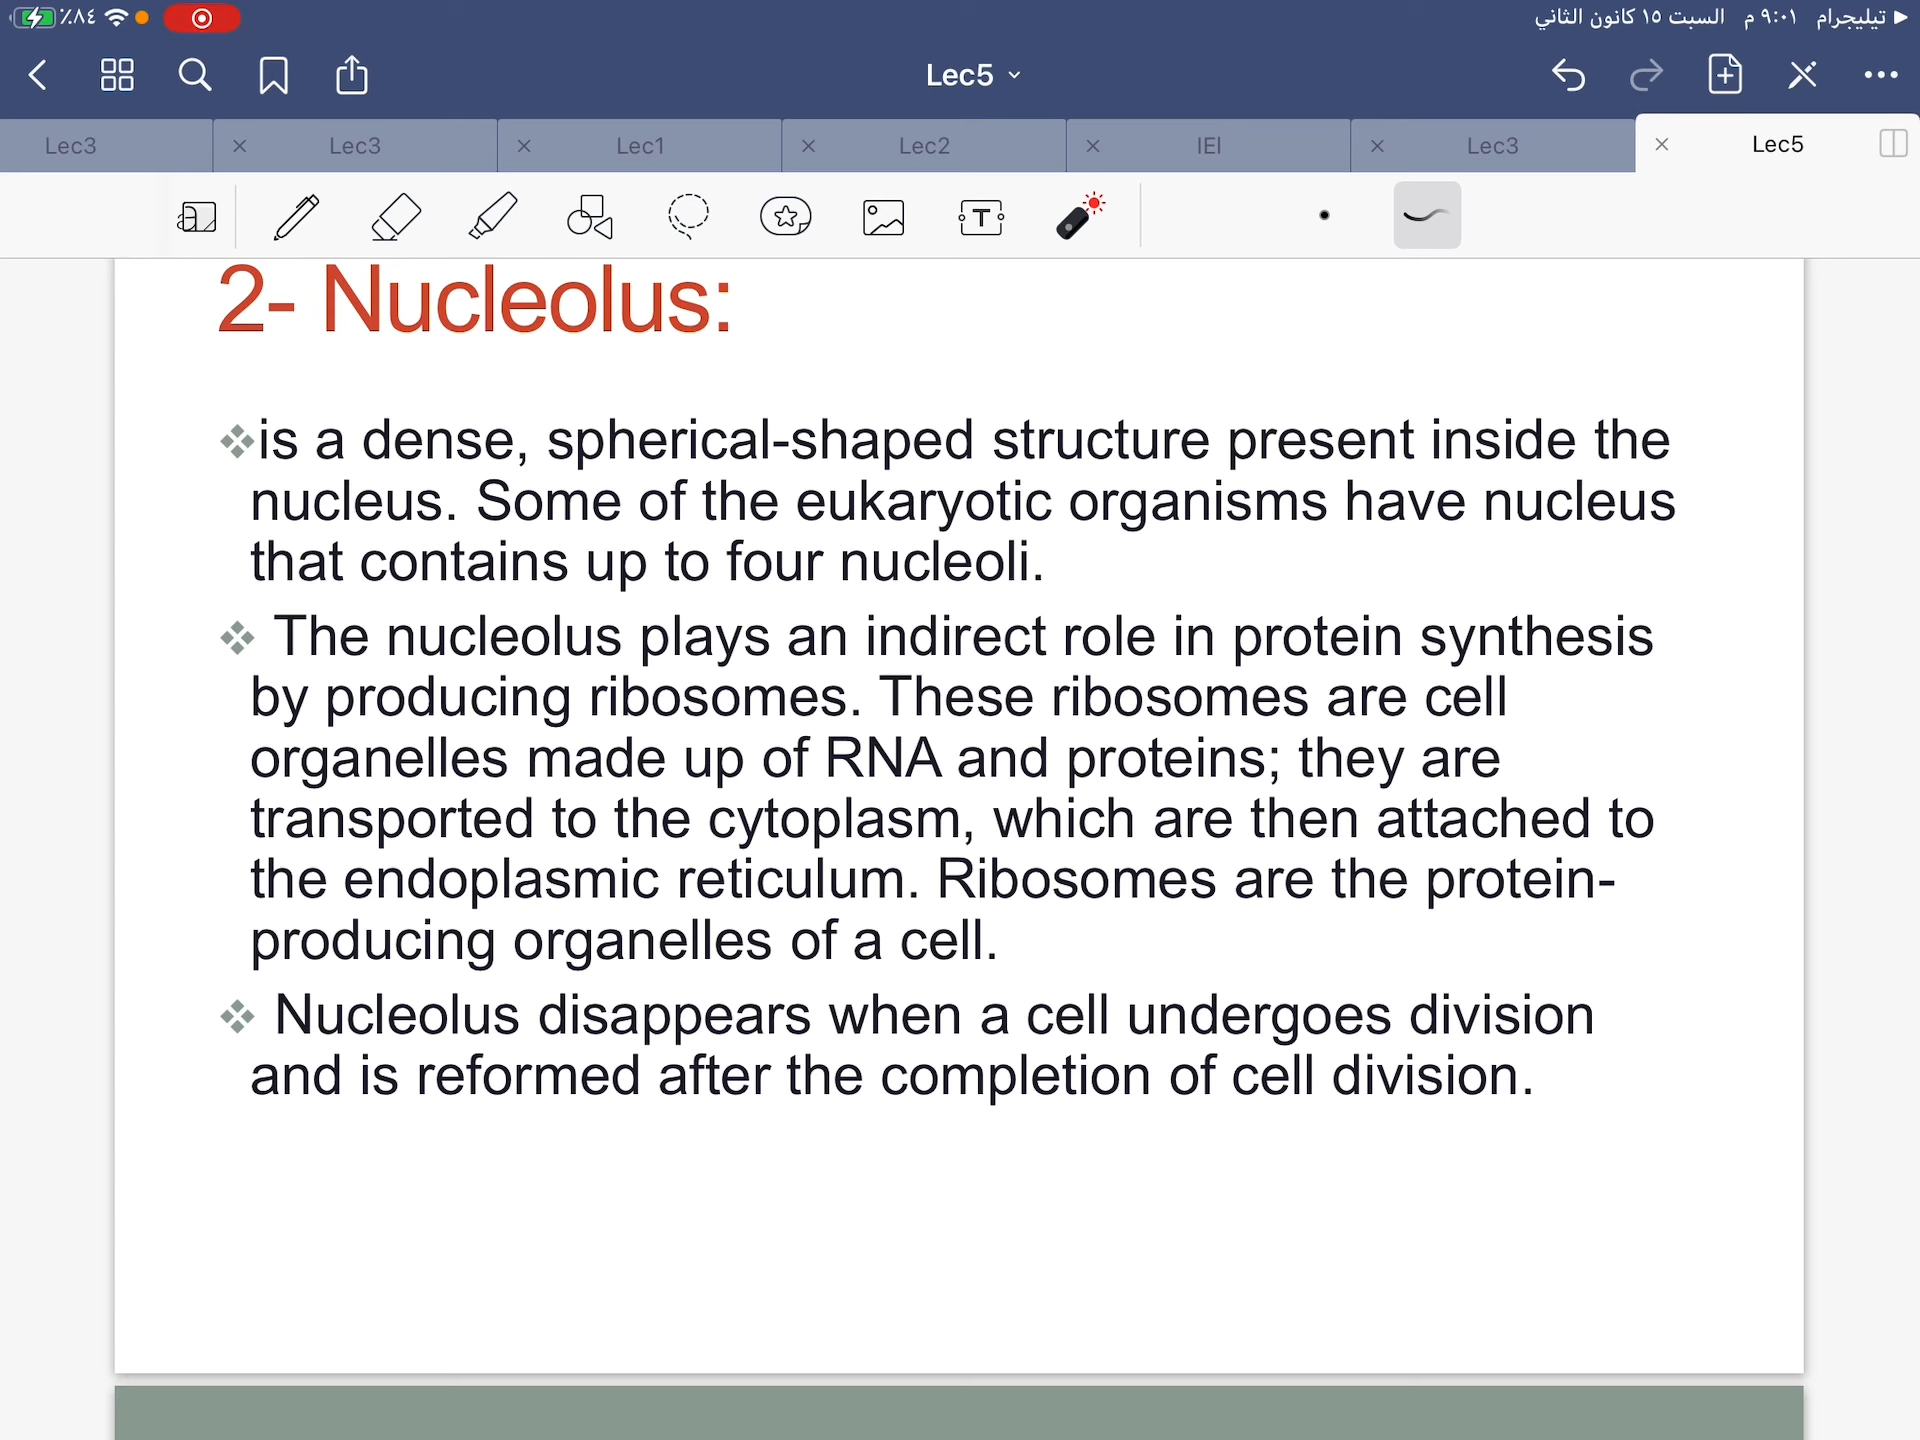 ٪٨٤
السبت ١٥ كانون الثاني ٩:٠١ م تيليجرام
Lec5
Lec3
Lec3
Lec1
Lec2
IEI
Lec3
Lec5
2- Nucleolus:
is a dense, spherical-shaped structure present inside the
nucleus. Some of the eukaryotic organisms have nucleus
that contains up to four nucleoli.
The nucleolus plays an indirect role in protein synthesis
by producing ribosomes. These ribosomes are cell
organelles made up of RNA and proteins; they are
transported to the cytoplasm, which are then attached to
the endoplasmic reticulum. Ribosomes are the protein-
producing organelles of a cell.
Nucleolus disappears when a cell undergoes division
and is reformed after the completion of cell division.